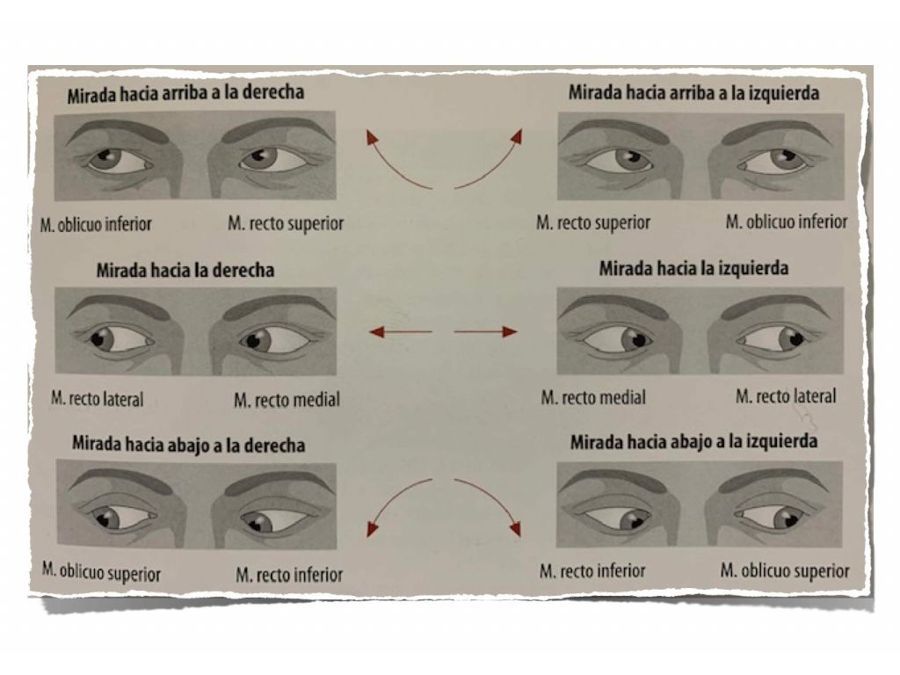 Mirada hacia arriba a la derecha
Mirada hacia arriba a la izquierda
M. oblicuo inferior
M. recto superior
M. recto superior
M. oblicuo inferior
Mirada hacia la derecha
Mirada hacia la izquierda
M. recto lateral
M. recto medial
M. recto medial
M. recto lateral
Mirada hacia abajo a la derecha
Mirada hacia abajo a la izquierda
M. oblicuo superior
M. recto inferior
M. recto inferior
M. oblicuo superior